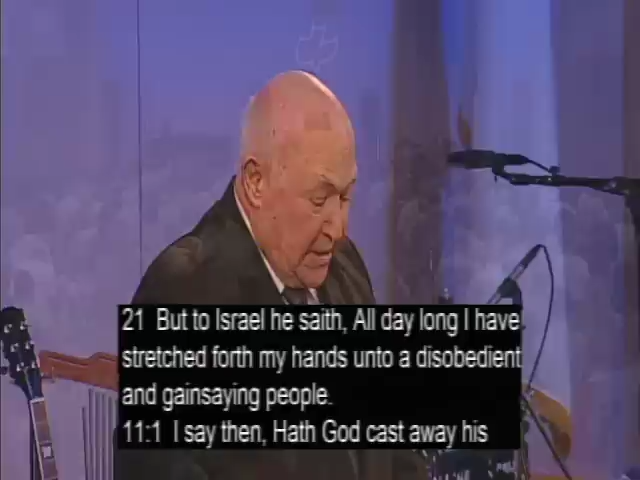 21 But to Israel he saith, All day long I have
stretched forth my hands unto a disobedient
and gainsaying people.
11:1 I say then, Hath God cast away his